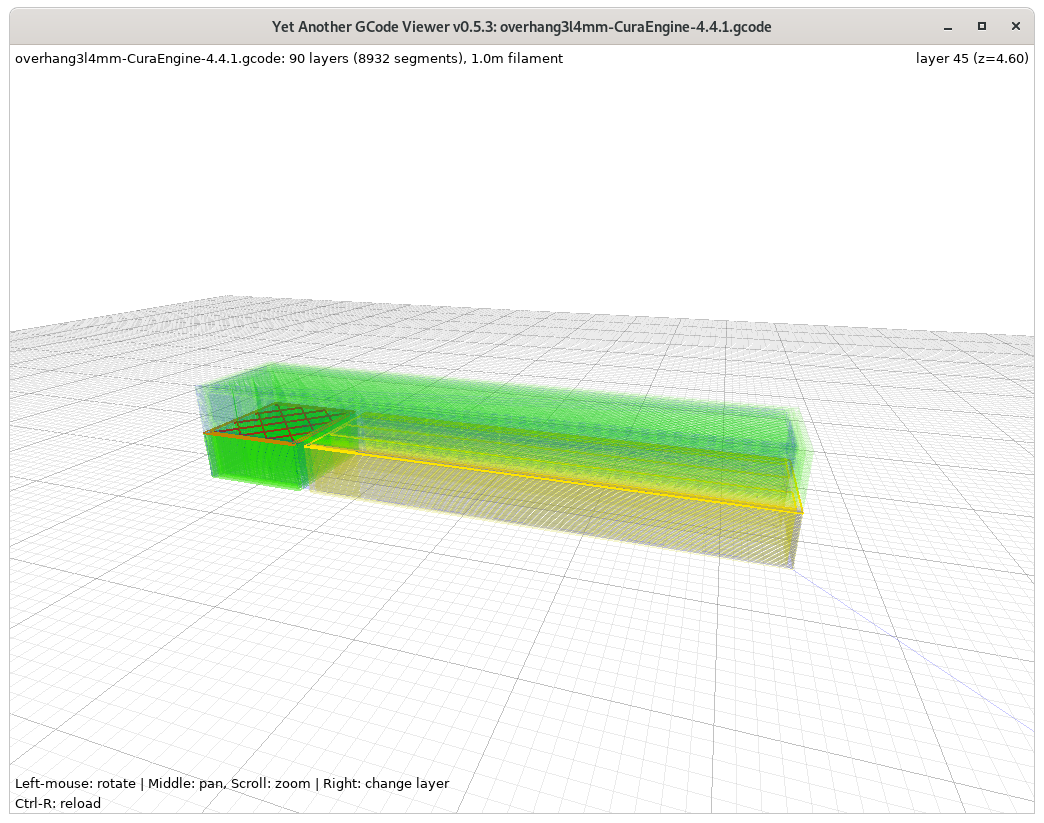 Yet Another GCode Viewer v0.5.3: overhang3l4mm-CuraEngine-4.4.1.gcode
overhang3l4mm-CuraEngine-4.4.1.gcode: 90 layers (8932 segments), 1.0m filament
layer 45 (z=4.60)
Left-mouse: rotate | Middle: pan, Scroll: zoom | Right: change layer
Ctrl-R: reload